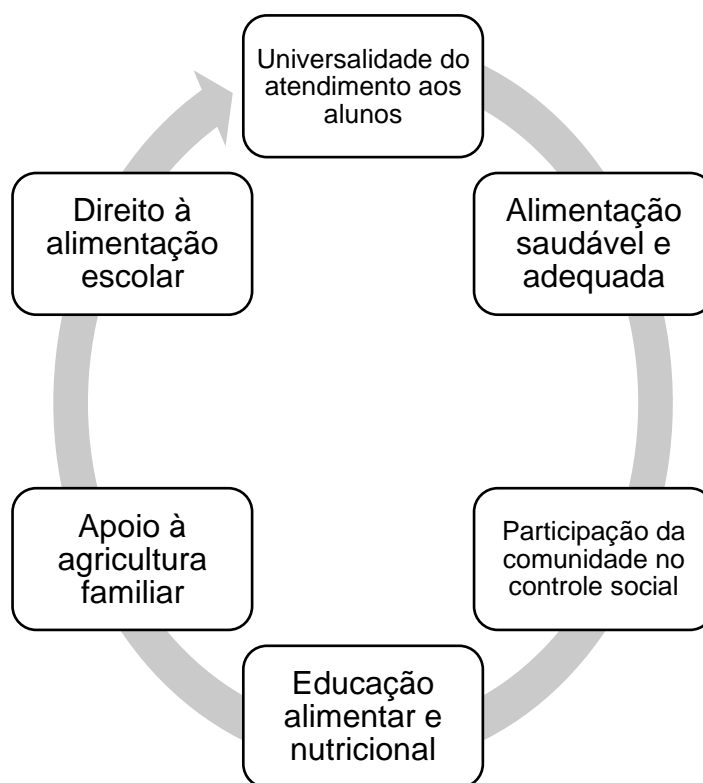 Universalidade do
atendimento aos
alunos
Alimentação
saudável e
adequada
Participação da
comunidade no
controle social
Educação
alimentar e
nutricional
Apoio à
agricultura
familiar
Direito à
alimentação
escolar